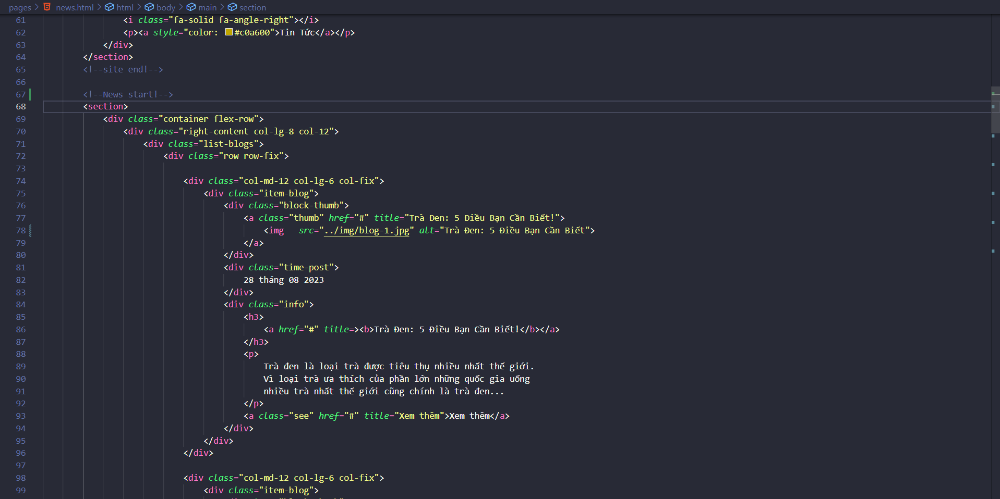 pages > news.html > html > body > main > section
61 <i class="fa-solid fa-angle-right"></i>
62 <p><a style="color: #c0a600">Tin Tức</a></p>
63 </div>
64 </section>
65 <!--site end!-->
66
67 <!--News start!-->
68 <section>
69 <div class="container flex-row">
70 <div class="right-content col-lg-8 col-12">
71 <div class="list-blogs">
72 <div class="row row-fix">
73
74 <div class="col-md-12 col-lg-6 col-fix">
75 <div class="item-blog">
76 <div class="block-thumb">
77 <a class="thumb" href="#" title="Trà Đen: 5 Điều Bạn Cần Biết!">
78 <img   src="../img/blog-1.jpg" alt="Trà Đen: 5 Điều Bạn Cần Biết">
79 </a>
80 </div>
81 <div class="time-post">
82 28 tháng 08 2023
83 </div>
84 <div class="info">
85 <h3>
86 <a href="#" title=><b>Trà Đen: 5 Điều Bạn Cần Biết!</b></a>
87 </h3>
88 <p>
89 Trà đen là loại trà được tiêu thụ nhiều nhất thế giới.
90 Vì loại trà ưa thích của phần lớn những quốc gia uống
91 nhiều trà nhất thế giới cũng chính là trà đen...
92 </p>
93 <a class="see" href="#" title="Xem thêm">Xem thêm</a>
94 </div>
95 </div>
96 </div>
97
98 <div class="col-md-12 col-lg-6 col-fix">
99 <div class="item-blog">